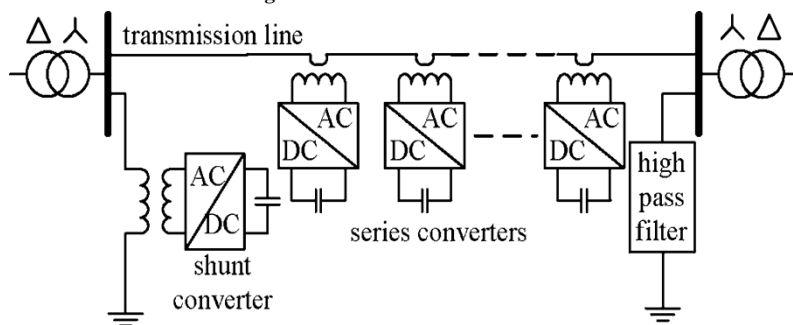 transmission line
AC
DC
AC
DC
AC
DC
AC
DC
high
pass
filter
series converters
shunt
converter